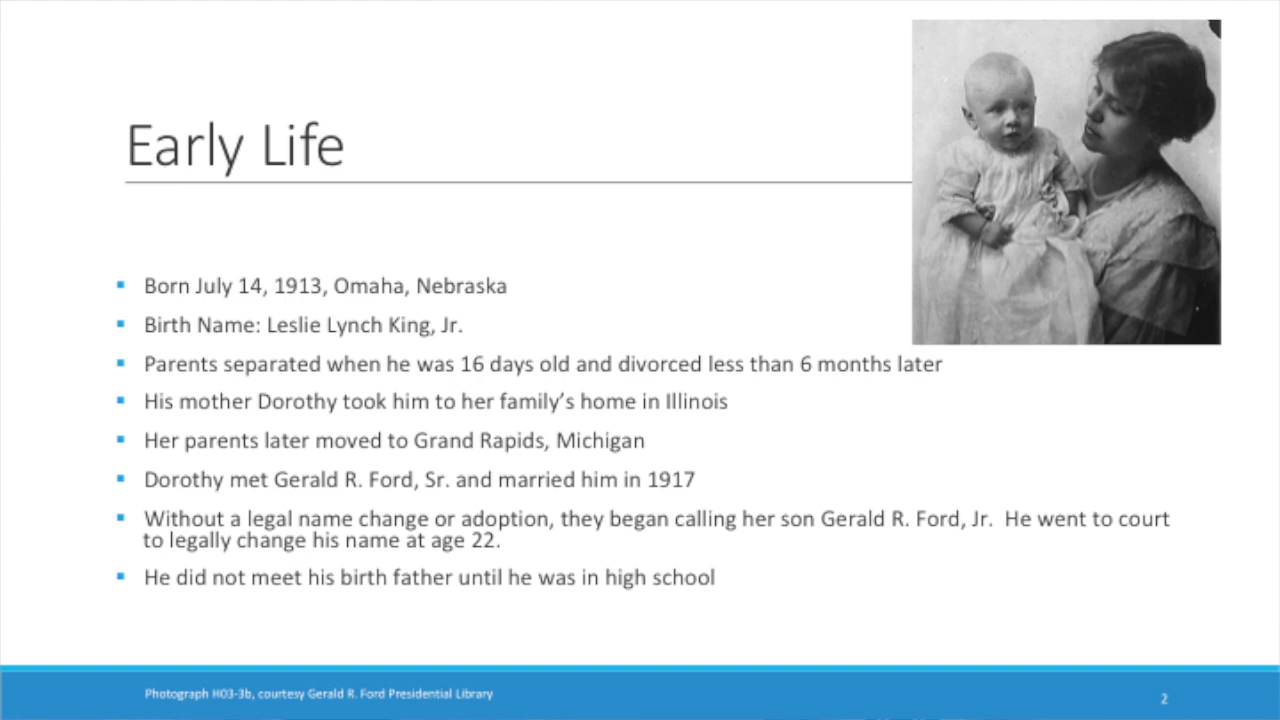 Early Life
Born July 14, 1913, Omaha, Nebraska
Birth Name: Leslie Lynch King, Jr.
Parents separated when he was 16 days old and divorced less than 6 months later
His mother Dorothy took him to her family’s home in Illinois
Her parents later moved to Grand Rapids, Michigan
Dorothy met Gerald R. Ford, Sr. and married him in 1917
Without a legal name change or adoption, they began calling her son Gerald R. Ford, Jr.  He went to court
to legally change his name at age 22.
He did not meet his birth father until he was in high school
Photograph H03-3b, courtesy Gerald R. Ford Presidential Library
2